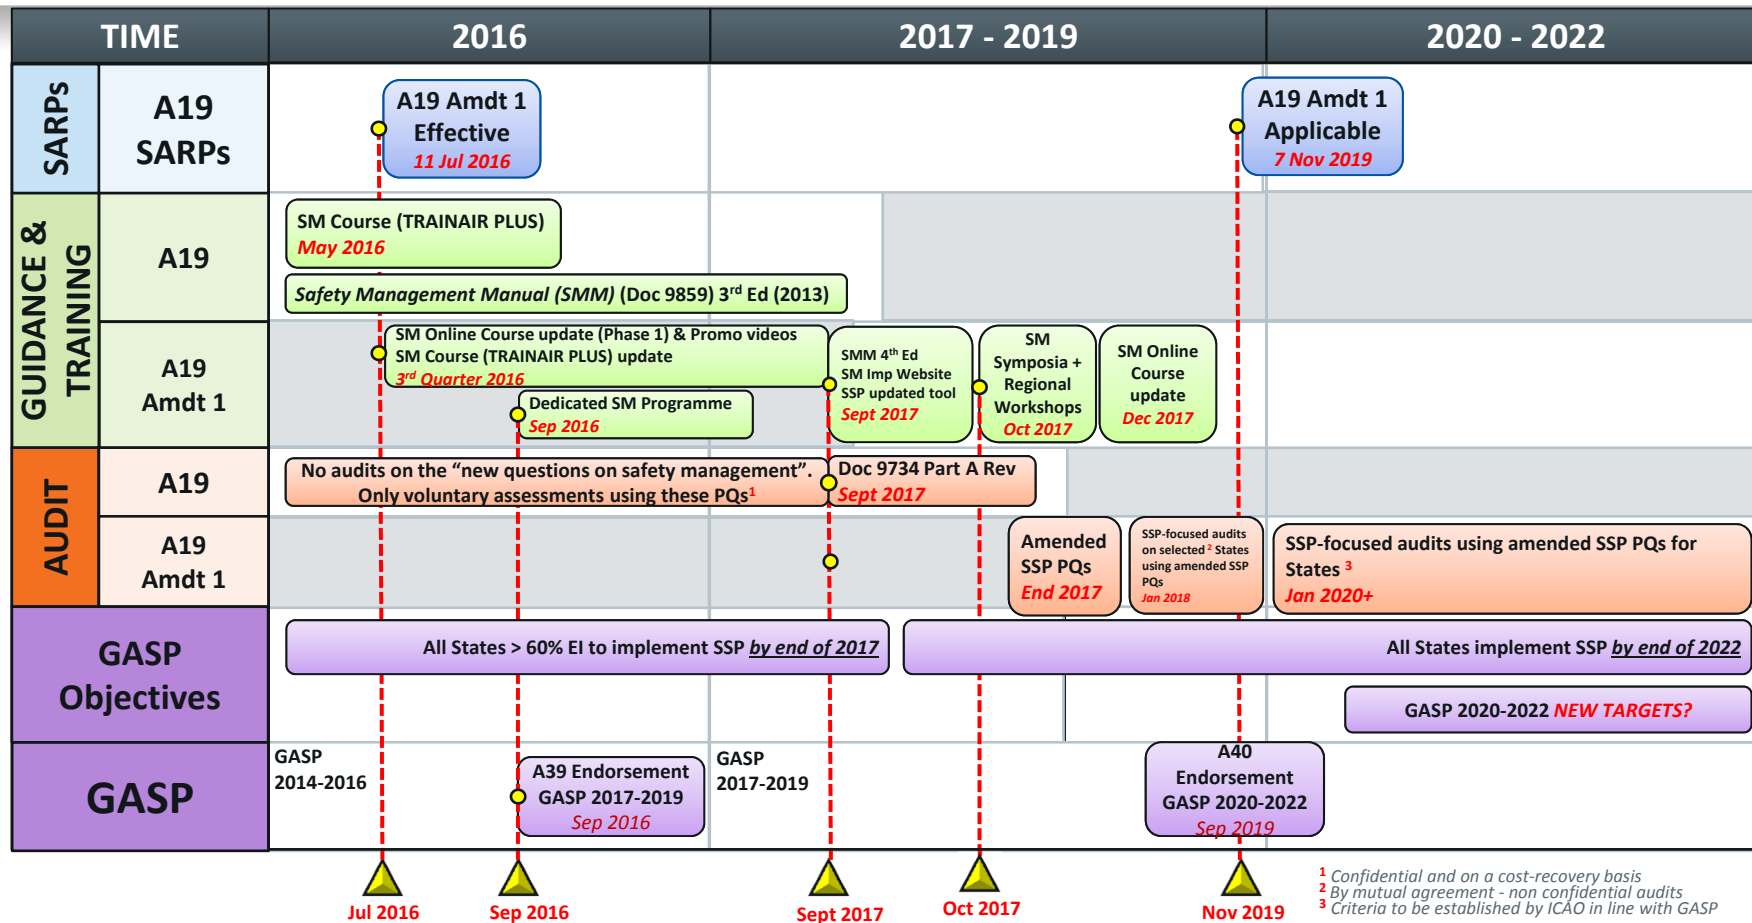 TIME
2016
2017 - 2019
2020 - 2022
SARPs
A19
SARPs
A19 Amdt 1
Effective
11 Jul 2016
A19 Amdt 1
Applicable
7 Nov 2019
GUIDANCE &
TRAINING
A19
SM Course (TRAINAIR PLUS)
May 2016
Safety Management Manual (SMM) (Doc 9859) 3rd Ed (2013)
A19
Amdt 1
SM Online Course update (Phase 1) & Promo videos
SM Course (TRAINAIR PLUS) update
3rd Quarter 2016
Dedicated SM Programme
Sep 2016
SMM 4th Ed
SM Imp Website
SSP updated tool
Sept 2017
SM
Symposia +
Regional
Workshops
Oct 2017
SM Online
Course
update
Dec 2017
AUDIT
A19
No audits on the “new questions on safety management”.
Only voluntary assessments using these PQs1
Doc 9734 Part A Rev
Sept 2017
A19
Amdt 1
Amended
SSP PQs
End 2017
SSP-focused audits
on selected 2 States
using amended SSP
PQs
Jan 2018
SSP-focused audits using amended SSP PQs for
States 3
Jan 2020+
GASP
Objectives
All States > 60% EI to implement SSP by end of 2017
All States implement SSP by end of 2022
GASP 2020-2022 NEW TARGETS?
GASP
GASP
2014-2016
A39 Endorsement
GASP 2017-2019
Sep 2016
GASP
2017-2019
A40
Endorsement
GASP 2020-2022
Sep 2019
Jul 2016
Sep 2016
Sept 2017
Oct 2017
Nov 2019
1 Confidential and on a cost-recovery basis
2 By mutual agreement - non confidential audits
3 Criteria to be established by ICAO in line with GASP